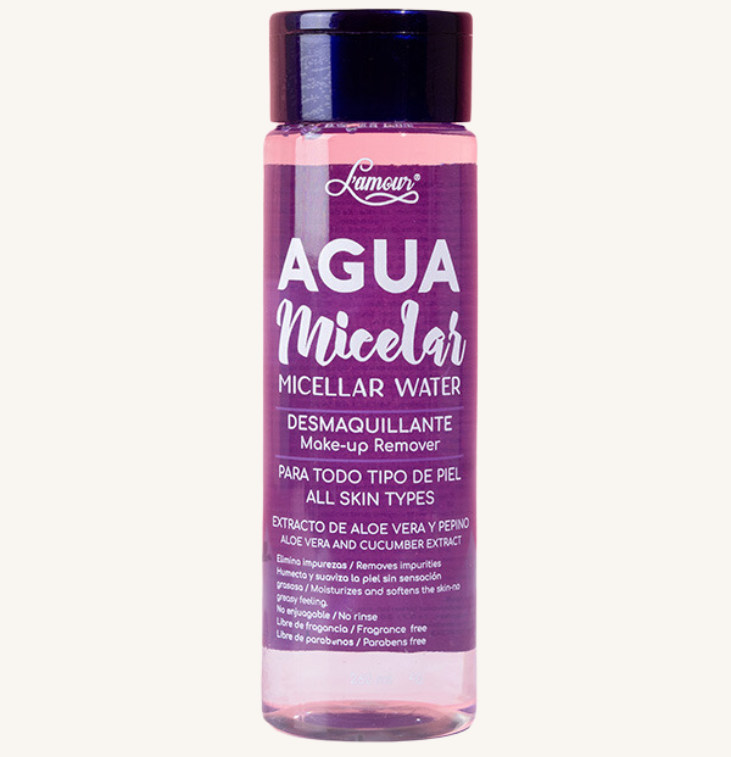 L'amour®
AGUA
Micelar
MICELLAR WATER
DESMAQUILLANTE
Make-up Remover
PARA TODO TIPO DE PIEL
ALL SKIN TYPES
EXTRACTO DE ALOE VERA Y PEPINO
ALOE VERA AND CUCUMBER EXTRACT
Elimina impurezas / Removes impurities
Humecta y suaviza la piel sin sensación
grasosa / Moisturizes and softens the skin-no
greasy feeling.
No enjuagable / No rinse
Libre de fragancia / Fragrance free
Libre de parabenos / Parabens free